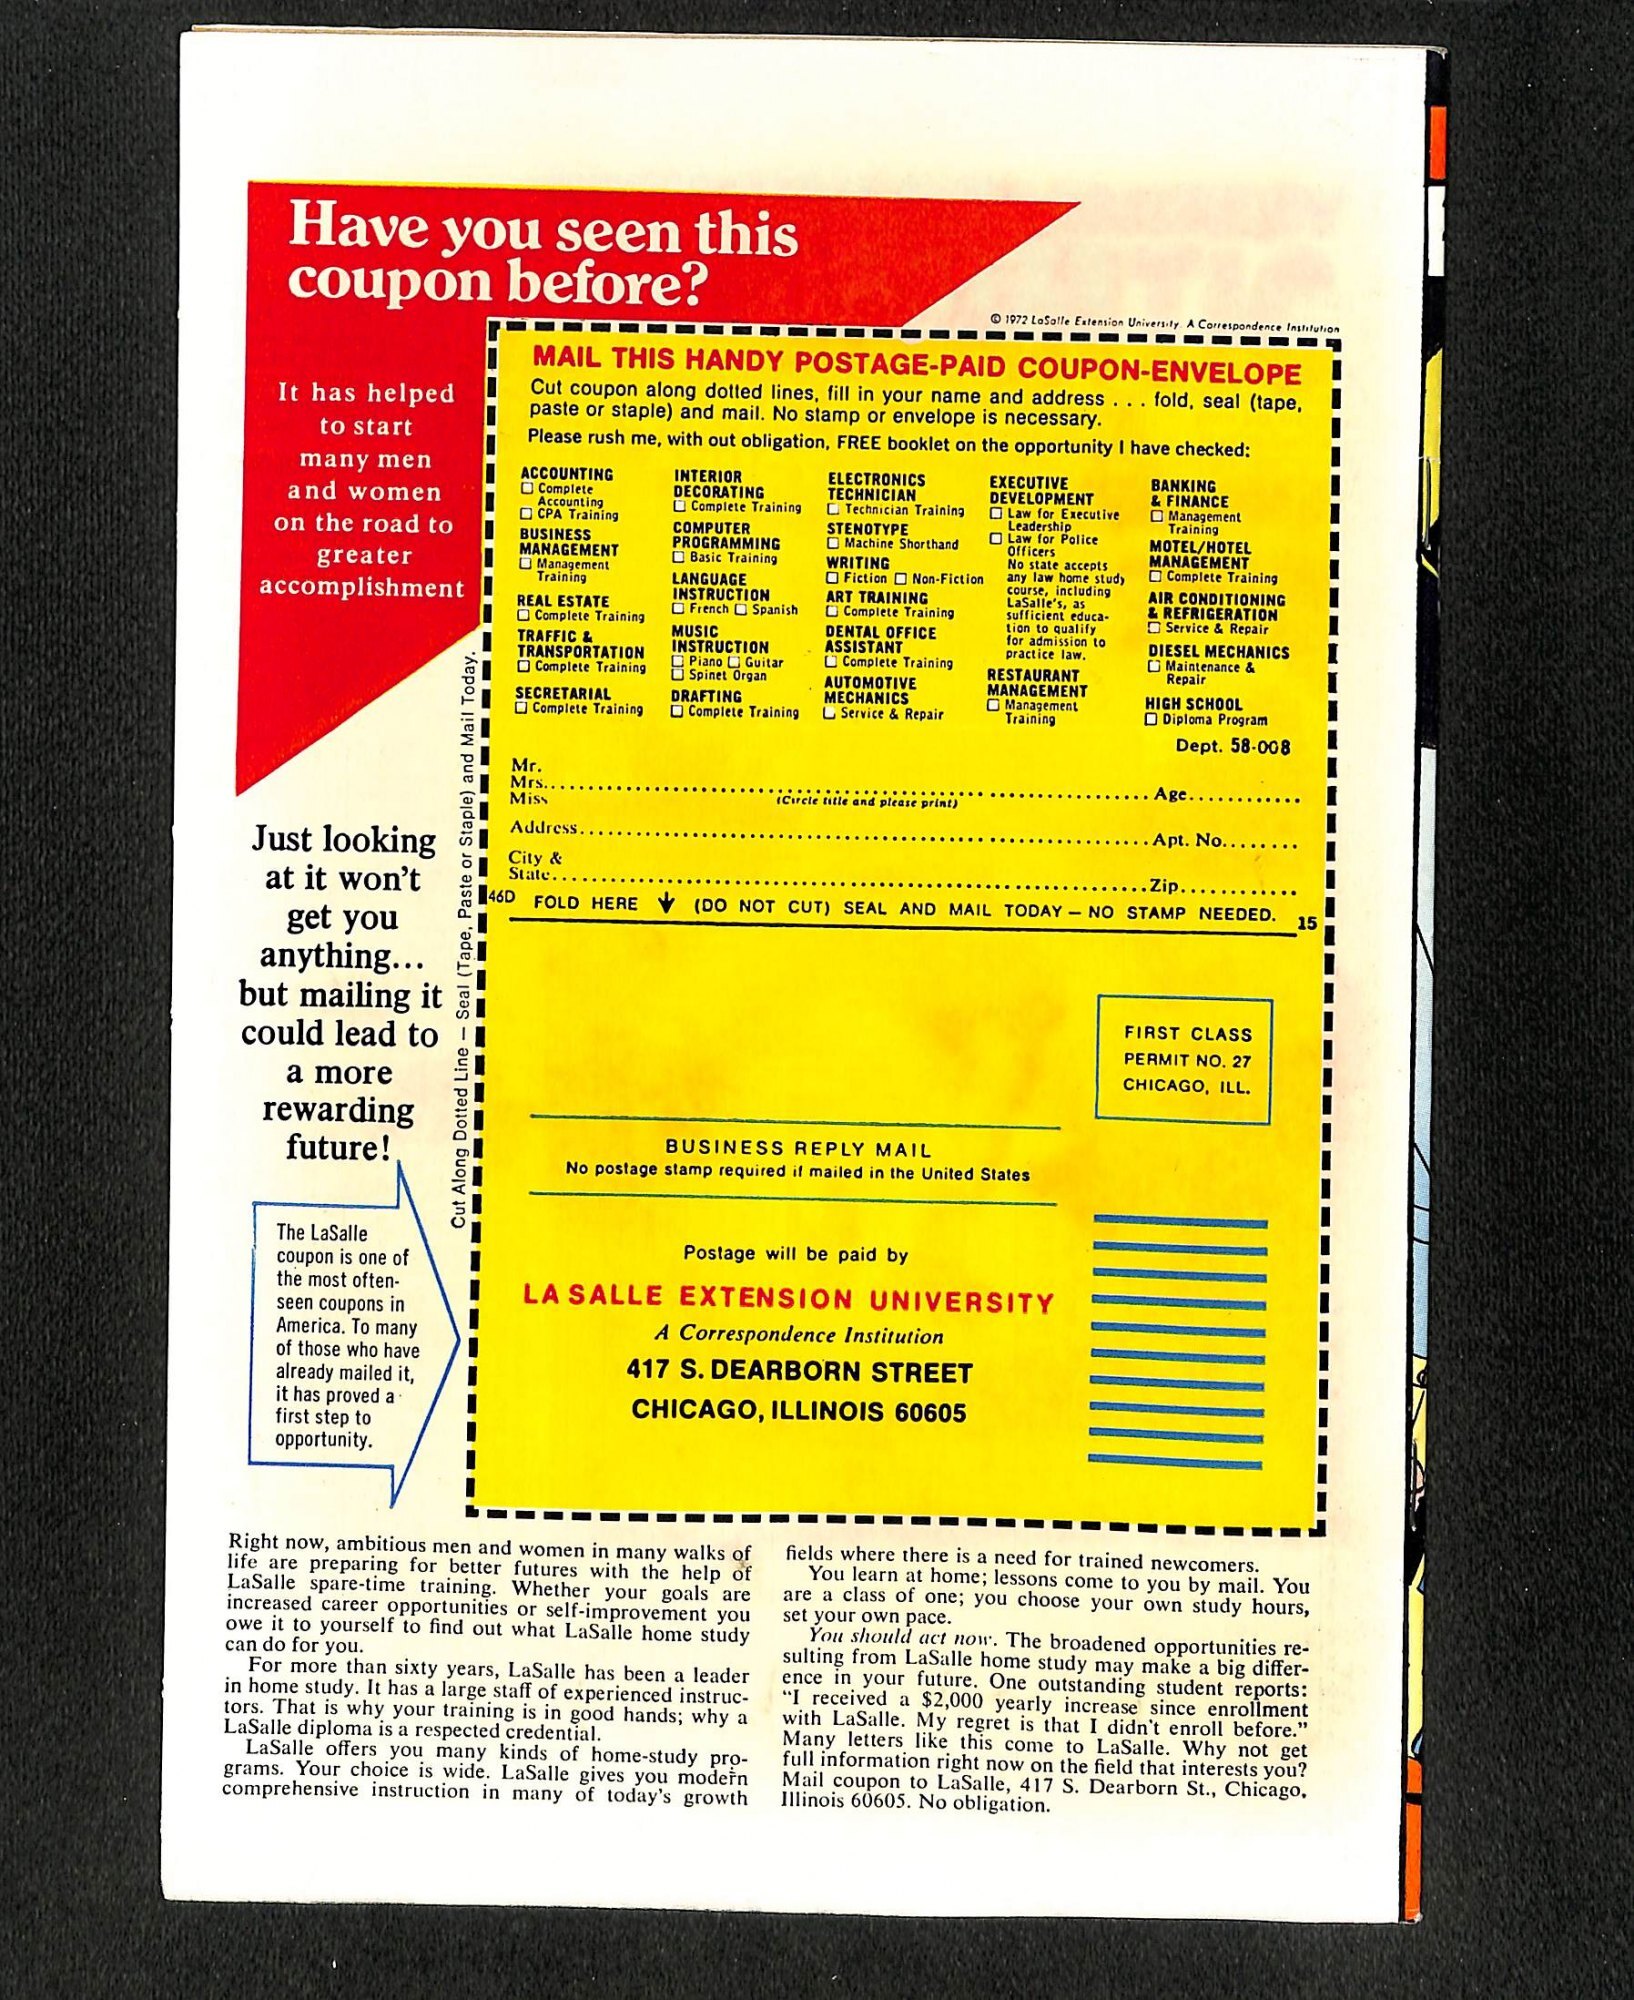 Have you seen this
coupon before?
It has helped
to start
many men
and women
on the road to
greater
accomplishment
© 1972 LaSalle Extension University. A Correspondence Institution
MAIL THIS HANDY POSTAGE-PAID COUPON-ENVELOPE
Cut coupon along dotted lines, fill in your name and address . . . fold, seal (tape,
paste or staple) and mail. No stamp or envelope is necessary.
Please rush me, with out obligation, FREE booklet on the opportunity I have checked:
ACCOUNTING
☐ Complete
Accounting
☐ CPA Training
BUSINESS
MANAGEMENT
☐ Management
Training
REAL ESTATE
☐ Complete Training
TRAFFIC &
TRANSPORTATION
☐ Complete Training
SECRETARIAL
☐ Complete Training
INTERIOR
DECORATING
☐ Complete Training
COMPUTER
PROGRAMMING
☐ Basic Training
LANGUAGE
INSTRUCTION
☐ French ☐ Spanish
MUSIC
INSTRUCTION
☐ Piano ☐ Guitar
☐ Spinet Organ
DRAFTING
☐ Complete Training
ELECTRONICS
TECHNICIAN
☐ Technician Training
STENOTYPE
☐ Machine Shorthand
WRITING
☐ Fiction ☐ Non-Fiction
ART TRAINING
☐ Complete Training
DENTAL OFFICE
ASSISTANT
☐ Complete Training
AUTOMOTIVE
MECHANICS
☐ Service & Repair
EXECUTIVE
DEVELOPMENT
☐ Law for Executive
Leadership
☐ Law for Police
Officers
No state accepts
any law home study
course, including
LaSalle's, as
sufficient educa-
tion to qualify
for admission to
practice law.
RESTAURANT
MANAGEMENT
☐ Management
Training
BANKING
& FINANCE
☐ Management
Training
MOTEL/HOTEL
MANAGEMENT
☐ Complete Training
AIR CONDITIONING
& REFRIGERATION
☐ Service & Repair
DIESEL MECHANICS
☐ Maintenance &
Repair
HIGH SCHOOL
☐ Diploma Program
Dept. 58-008
Mr.
Mrs. Age
Miss (Circle title and please print)
Address Apt. No.
City &
State Zip
46D FOLD HERE ↓ (DO NOT CUT) SEAL AND MAIL TODAY – NO STAMP NEEDED. 15
Cut Along Dotted Line – Seal (Tape, Paste or Staple) and Mail Today.
Just looking
at it won't
get you
anything...
but mailing it
could lead to
a more
rewarding
future!
The LaSalle
coupon is one of
the most often-
seen coupons in
America. To many
of those who have
already mailed it,
it has proved a
first step to
opportunity.
FIRST CLASS
PERMIT NO. 27
CHICAGO, ILL.
BUSINESS REPLY MAIL
No postage stamp required if mailed in the United States
Postage will be paid by
LA SALLE EXTENSION UNIVERSITY
A Correspondence Institution
417 S. DEARBORN STREET
CHICAGO, ILLINOIS 60605
Right now, ambitious men and women in many walks of
life are preparing for better futures with the help of
LaSalle spare-time training. Whether your goals are
increased career opportunities or self-improvement you
owe it to yourself to find out what LaSalle home study
can do for you.
For more than sixty years, LaSalle has been a leader
in home study. It has a large staff of experienced instruc-
tors. That is why your training is in good hands; why a
LaSalle diploma is a respected credential.
LaSalle offers you many kinds of home-study pro-
grams. Your choice is wide. LaSalle gives you modern
comprehensive instruction in many of today's growth
fields where there is a need for trained newcomers.
You learn at home; lessons come to you by mail. You
are a class of one; you choose your own study hours,
set your own pace.
You should act now. The broadened opportunities re-
sulting from LaSalle home study may make a big differ-
ence in your future. One outstanding student reports:
"I received a $2,000 yearly increase since enrollment
with LaSalle. My regret is that I didn't enroll before."
Many letters like this come to LaSalle. Why not get
full information right now on the field that interests you?
Mail coupon to LaSalle, 417 S. Dearborn St., Chicago,
Illinois 60605. No obligation.